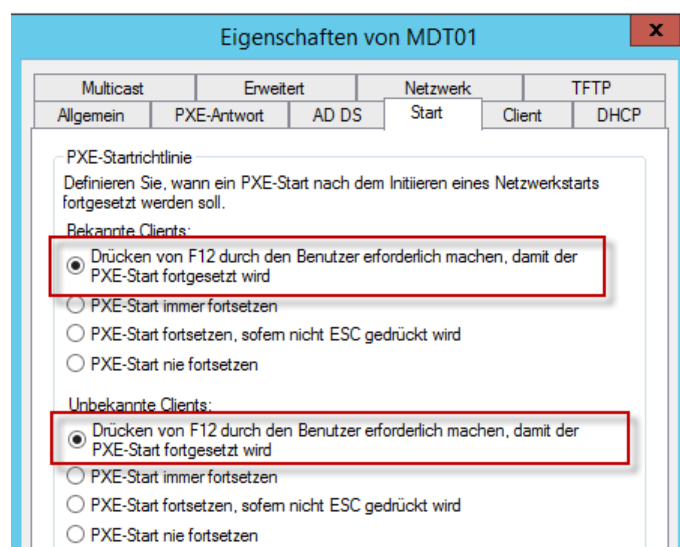 Eigenschaften von MDT01
x
Multicast Erweitert Netzwerk TFTP
Allgemein PXE-Antwort AD DS Start Client DHCP
PXE-Startrichtlinie
Definieren Sie, wann ein PXE-Start nach dem Initiieren eines Netzwerkstarts
fortgesetzt werden soll.
Bekannte Clients:
Drücken von F12 durch den Benutzer erforderlich machen, damit der
PXE-Start fortgesetzt wird
PXE-Start immer fortsetzen
PXE-Start fortsetzen, sofern nicht ESC gedrückt wird
PXE-Start nie fortsetzen
Unbekannte Clients:
Drücken von F12 durch den Benutzer erforderlich machen, damit der
PXE-Start fortgesetzt wird
PXE-Start immer fortsetzen
PXE-Start fortsetzen, sofern nicht ESC gedrückt wird
PXE-Start nie fortsetzen